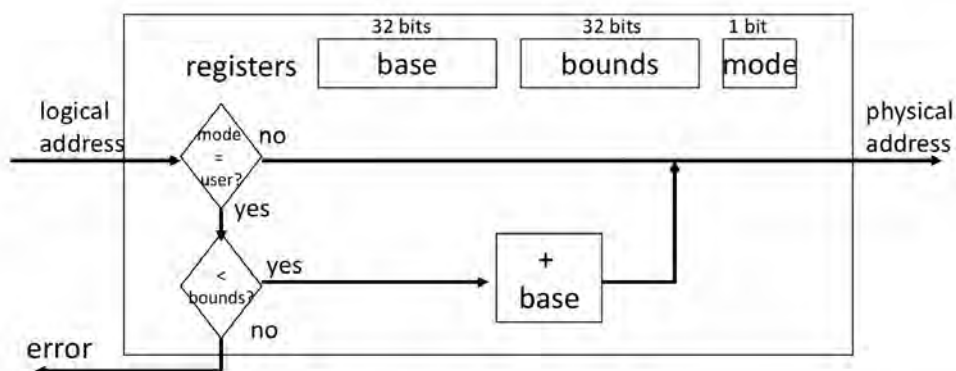 32 bits 32 bits 1 bit
registers base bounds mode
logical
address
physical
address
mode
=
user?
no
yes
<
bounds?
yes
no
+
base
error